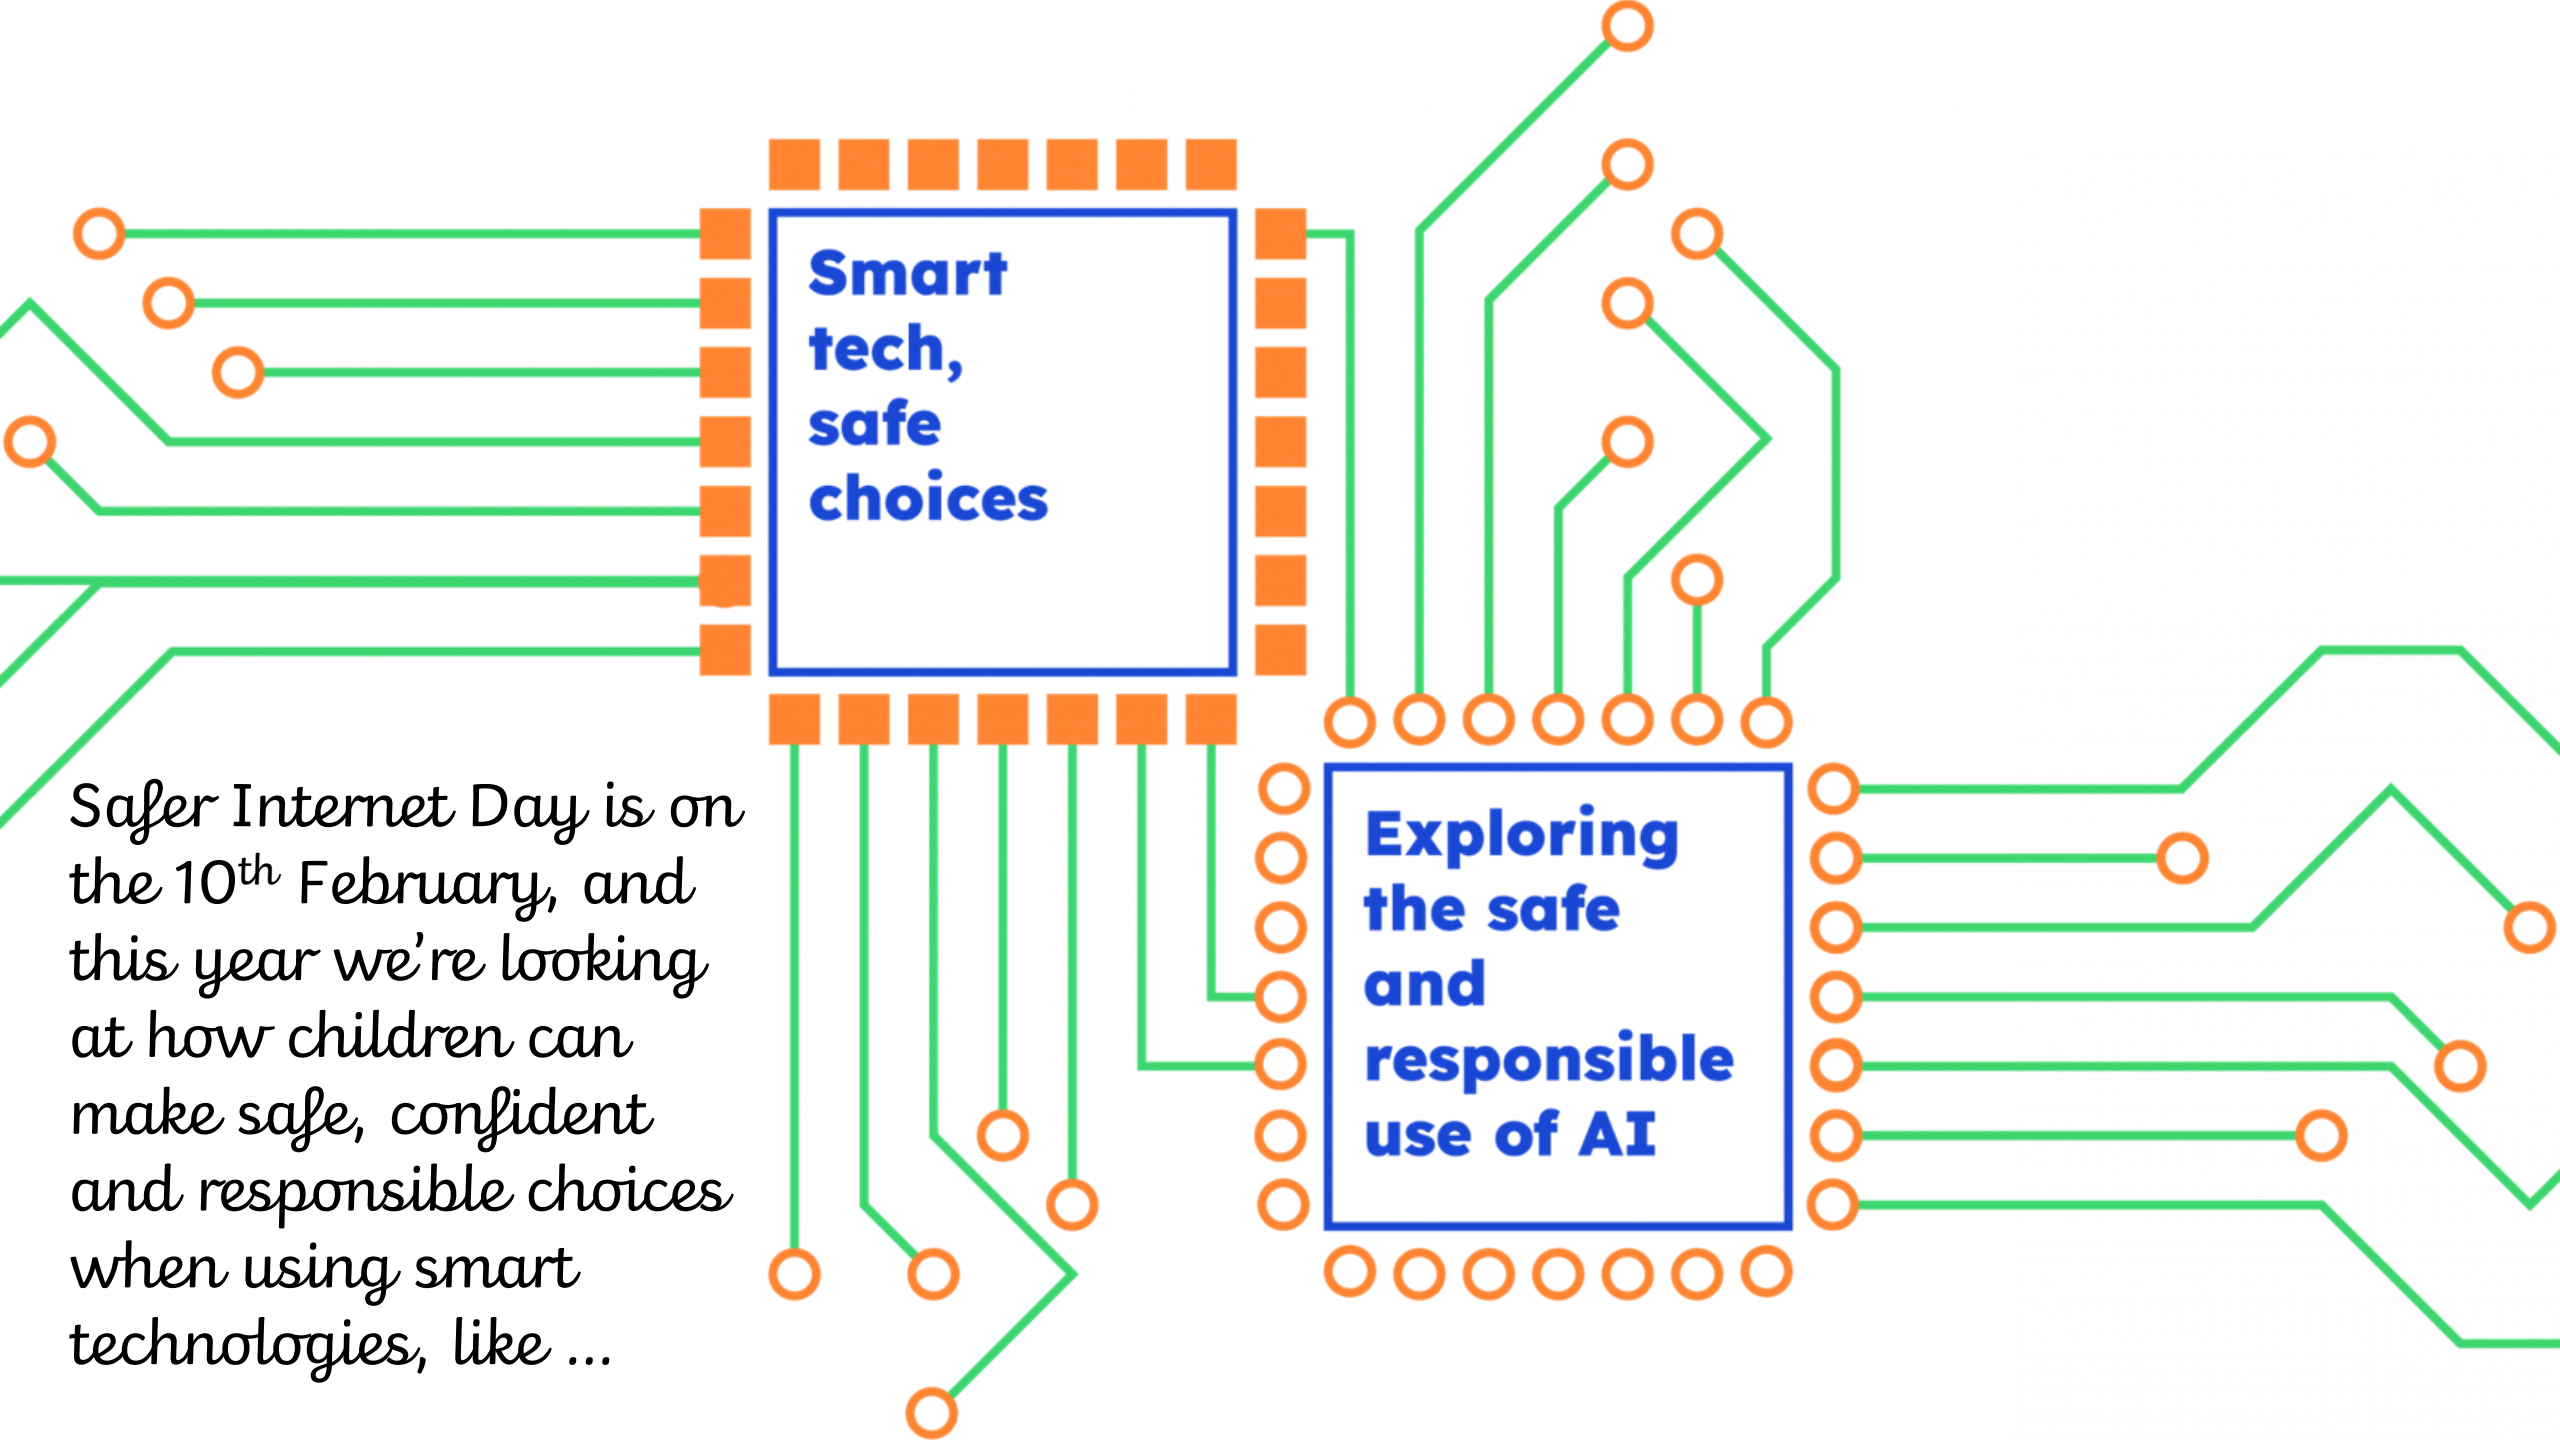 Smart
tech,
safe
choices
Safer Internet Day is on
the 10th February, and
this year we’re looking
at how children can
make safe, confident
and responsible choices
when using smart
technologies, like ...
Exploring
the safe
and
responsible
use of AI